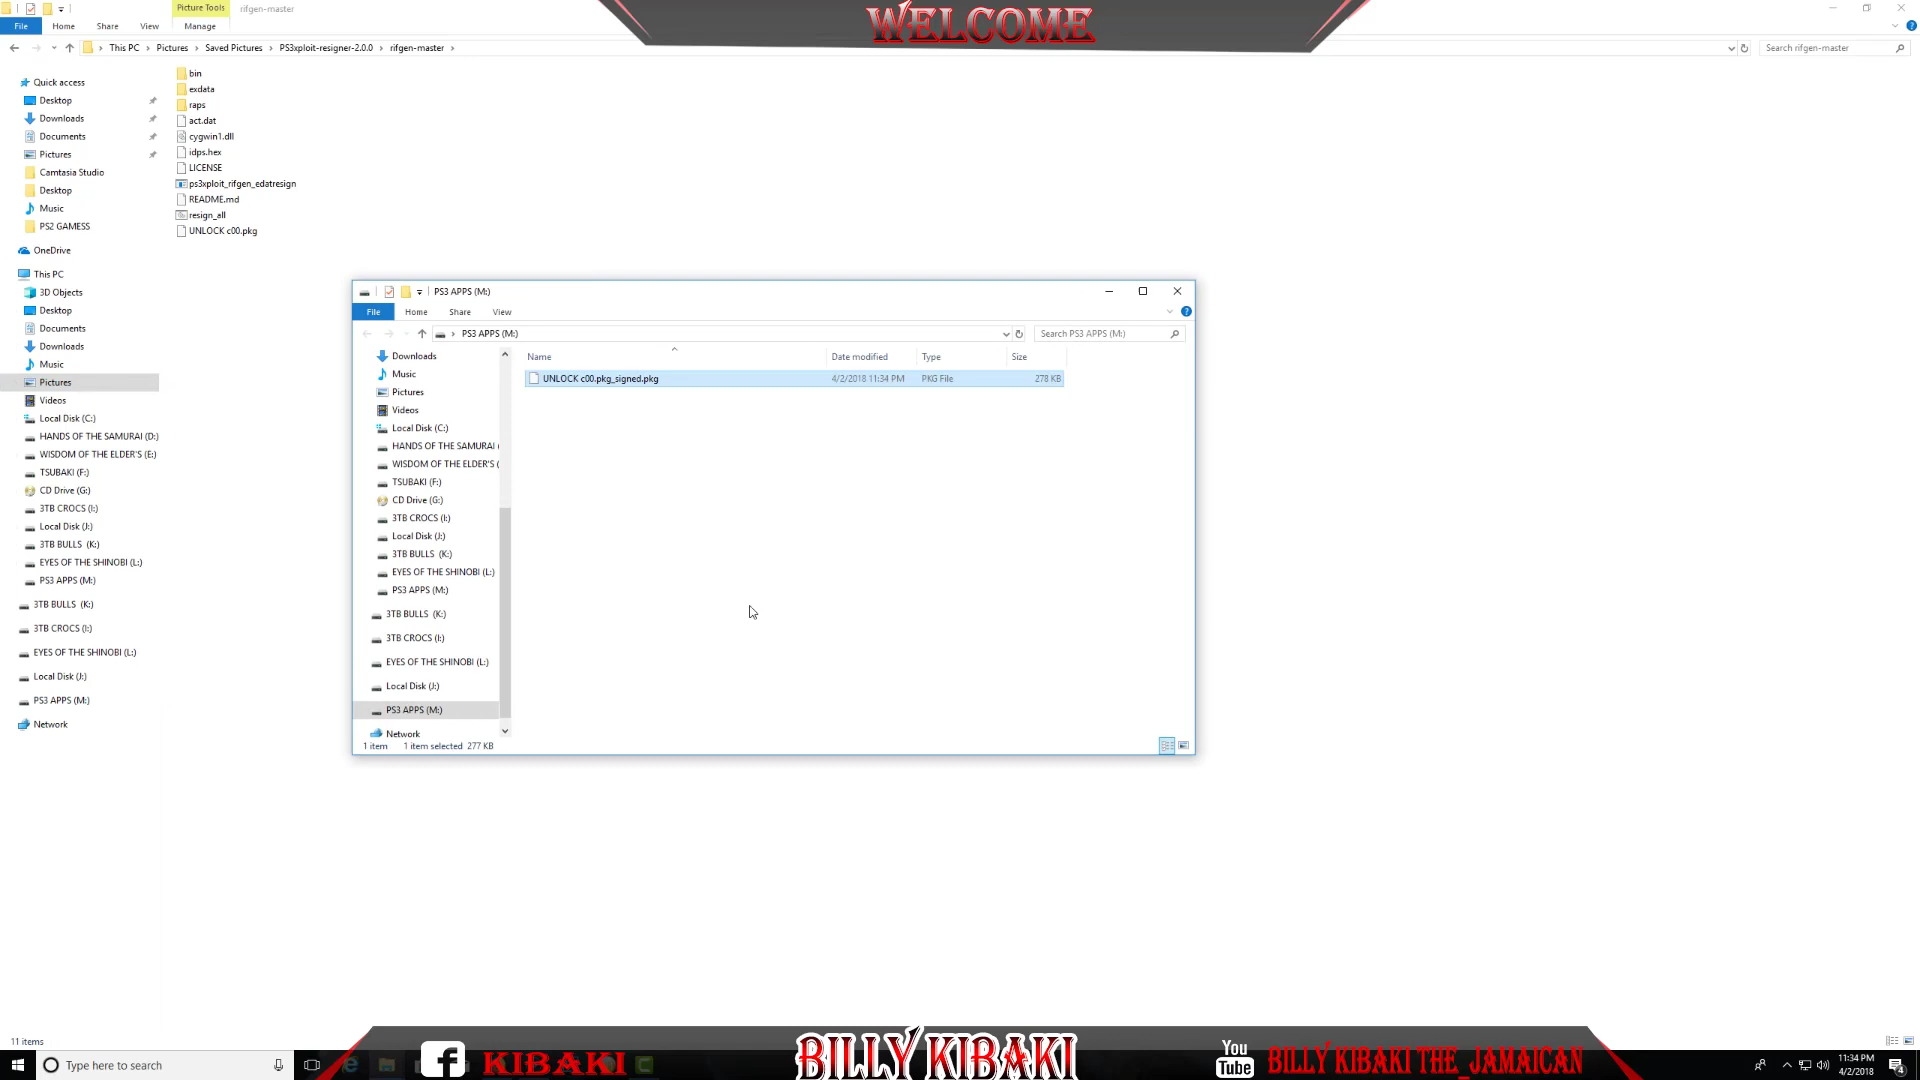 Picture Tools
rifgen-master
WELCOME
File
Home
Share
View
Manage
This PC
Pictures
Saved Pictures
PS3xploit-resigner-2.0.0
rifgen-master
Search rifgen-master
Quick access
Desktop
Downloads
Documents
Pictures
Camtasia Studio
Desktop
Music
PS2 GAMESS
OneDrive
This PC
3D Objects
Desktop
Documents
Downloads
Music
Pictures
Videos
Local Disk (C:)
HANDS OF THE SAMURAI (D:)
WISDOM OF THE ELDER'S (E:)
TSUBAKI (F:)
CD Drive (G:)
3TB CROCS (I:)
Local Disk (J:)
3TB BULLS (K:)
EYES OF THE SHINOBI (L:)
PS3 APPS (M:)
3TB BULLS (K:)
3TB CROCS (I:)
EYES OF THE SHINOBI (L:)
Local Disk (J:)
PS3 APPS (M:)
Network
bin
exdata
raps
act.dat
cygwin1.dll
idps.hex
LICENSE
ps3xploit_rifgen_edatresign
README.md
resign_all
UNLOCK c00.pkg
PS3 APPS (M:)
File
Home
Share
View
PS3 APPS (M:)
Search PS3 APPS (M:)
Downloads
Music
Pictures
Videos
Local Disk (C:)
HANDS OF THE SAMURAI (
WISDOM OF THE ELDER'S (
TSUBAKI (F:)
CD Drive (G:)
3TB CROCS (I:)
Local Disk (J:)
3TB BULLS (K:)
EYES OF THE SHINOBI (L:)
PS3 APPS (M:)
3TB BULLS (K:)
3TB CROCS (I:)
EYES OF THE SHINOBI (L:)
Local Disk (J:)
PS3 APPS (M:)
Network
Name Date modified Type Size
UNLOCK c00.pkg_signed.pkg 4/2/2018 11:34 PM PKG File 278 KB
1 item 1 item selected 277 KB
11 items
Type here to search
KIBAKI
BILLY KIBAKI
You Tube
BILLY KIBAKI THE_JAMAICAN
11:34 PM
4/2/2018
4